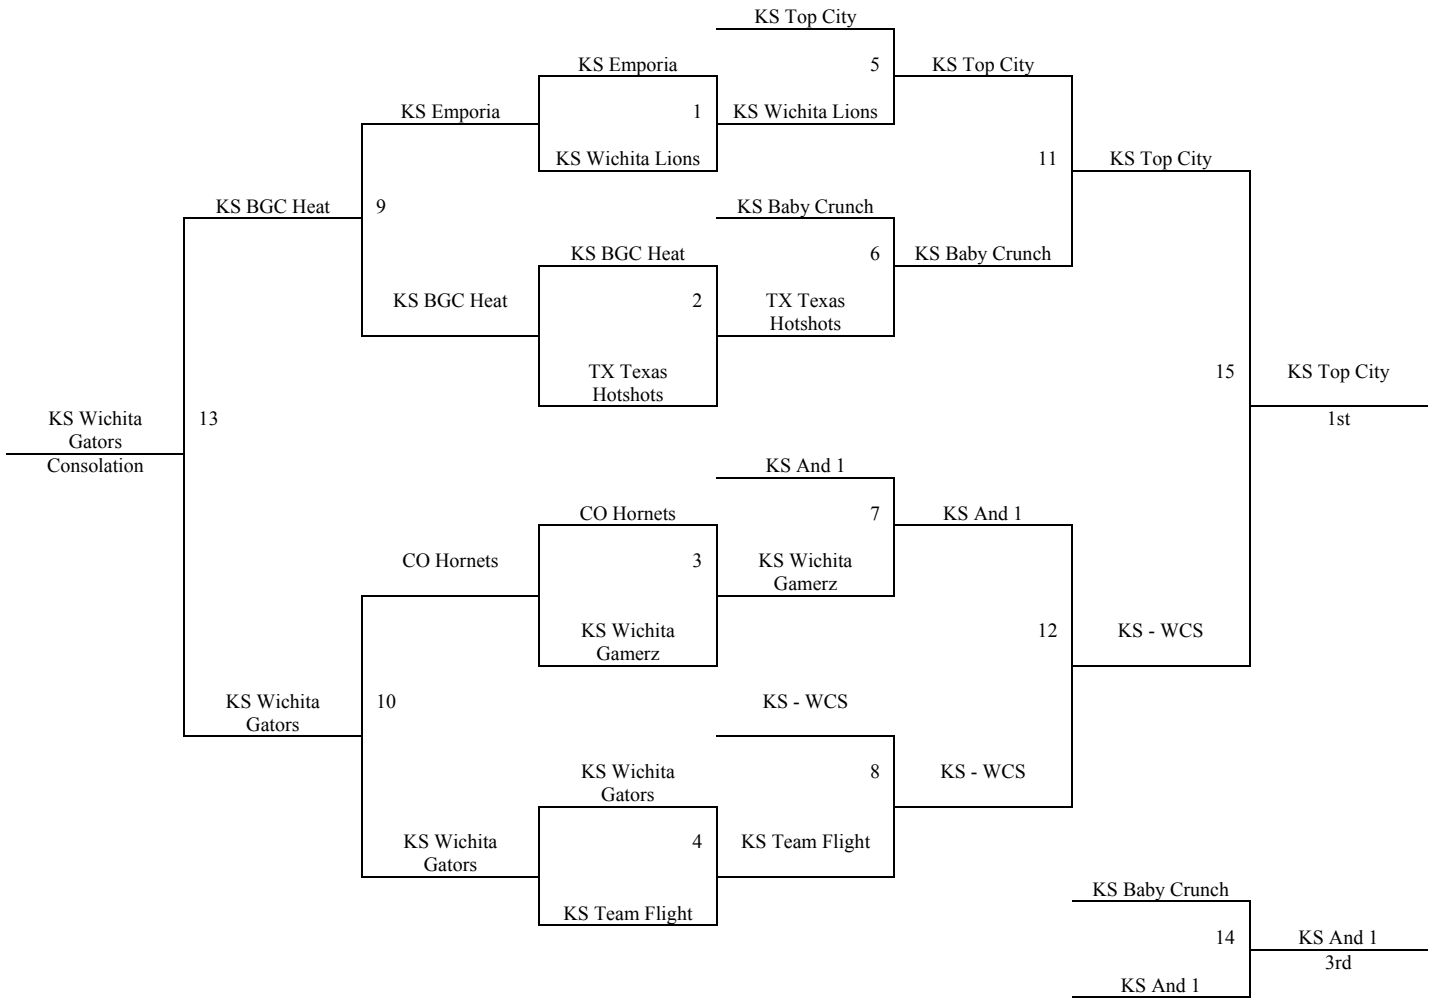 KS Top City
KS Emporia
5
KS Top City
KS Emporia
1
KS Wichita Lions
KS Wichita Lions
11
KS Top City
KS BGC Heat
9
KS Baby Crunch
KS BGC Heat
6
KS Baby Crunch
KS BGC Heat
2
TX Texas
Hotshots
TX Texas
Hotshots
15
KS Top City
1st
KS Wichita
Gators
Consolation
13
KS And 1
CO Hornets
7
KS And 1
CO Hornets
3
KS Wichita
Gamerz
KS Wichita
Gamerz
12
KS - WCS
KS Wichita
Gators
10
KS - WCS
KS Wichita
Gators
8
KS - WCS
KS Wichita
Gators
4
KS Team Flight
KS Team Flight
KS Baby Crunch
14
KS And 1
3rd
KS And 1